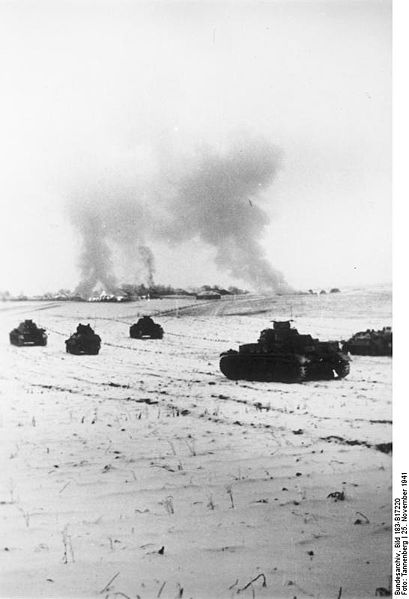 Bundesarchiv, Bild 183-B17220
Foto: Tannenberg | 25. November 1941